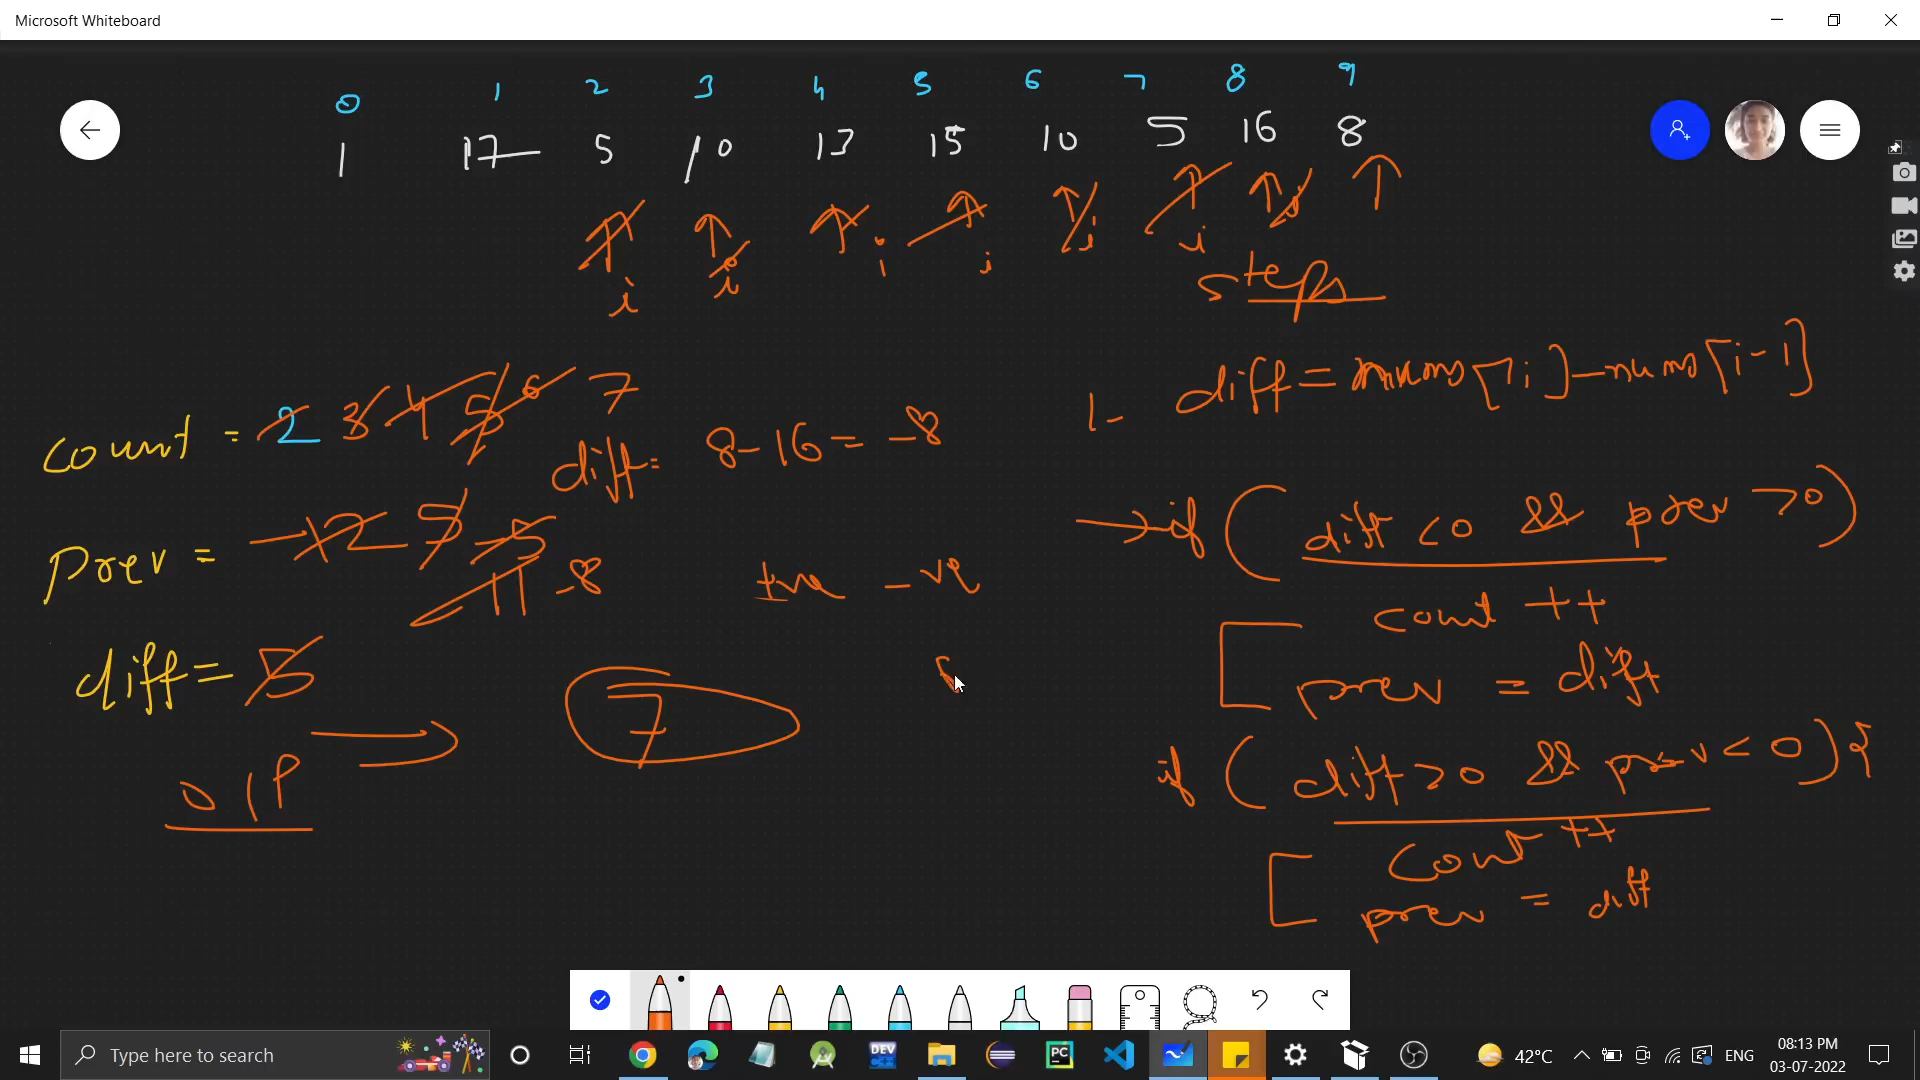 Microsoft Whiteboard
0 1 2 3 4 5 6 7 8 9
1 17 5 10 13 15 10 5 16 8
i i i i i i
steps
count = 2 3 4 5 6 7
1- diff = nums[i] - nums[i-1]
diff = 8-16 = -8
prev = -12 5 -5
-11 -8
→ if (diff <0 && prev >0)
+ve -ve
count ++
diff = 5
prev = diff
7
if (diff >0 && prev < 0) {
O/P
count ++
prev = diff
Type here to search
DEV
PC
42°C
ENG
08:13 PM
03-07-2022